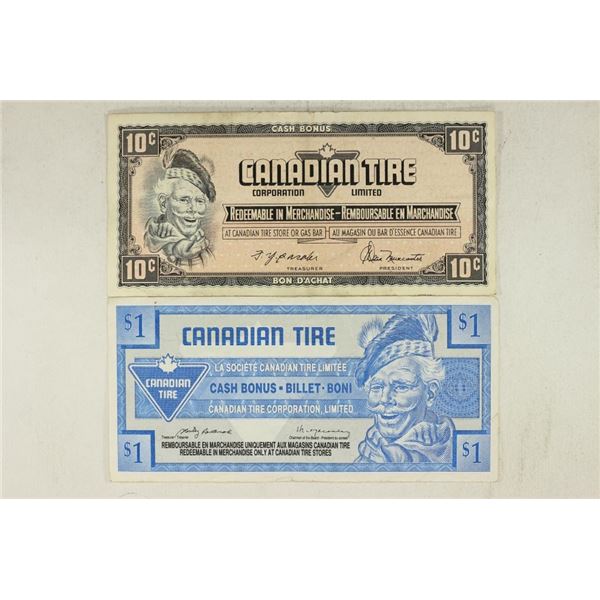 CASH BONUS
10¢ 10¢
CANADIAN TIRE
CORPORATION LIMITED
REDEEMABLE IN MERCHANDISE – REMBOURSABLE EN MARCHANDISE
AT CANADIAN TIRE STORE OR GAS BAR AU MAGASIN OU BAR D'ESSENCE CANADIAN TIRE
TREASURER PRESIDENT
10¢ 10¢
BON D'ACHAT
$1 $1
CANADIAN TIRE
LA SOCIÉTÉ CANADIAN TIRE LIMITÉE
CANADIAN TIRE
CASH BONUS • BILLET • BONI
CANADIAN TIRE CORPORATION, LIMITED
$1 $1
REMBOURSABLE EN MARCHANDISE UNIQUEMENT AUX MAGASINS CANADIAN TIRE
REDEEMABLE IN MERCHANDISE ONLY AT CANADIAN TIRE STORES